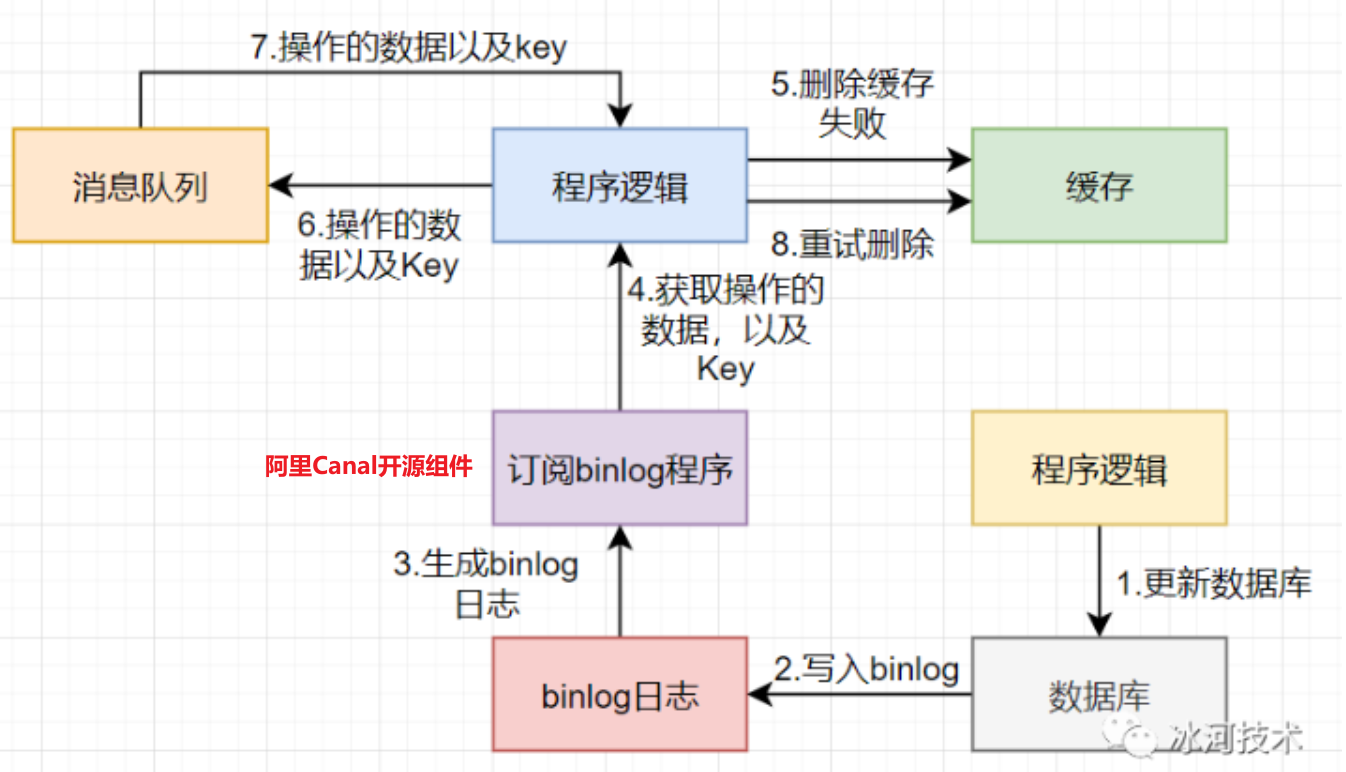 7.操作的数据以及key
5.删除缓存
失败
消息队列
程序逻辑
缓存
6.操作的数
据以及Key
8.重试删除
4.获取操作的
数据，以及
Key
阿里Canal开源组件
订阅binlog程序
程序逻辑
3.生成binlog
日志
1.更新数据库
binlog日志
2.写入binlog
数据库
冰河技术